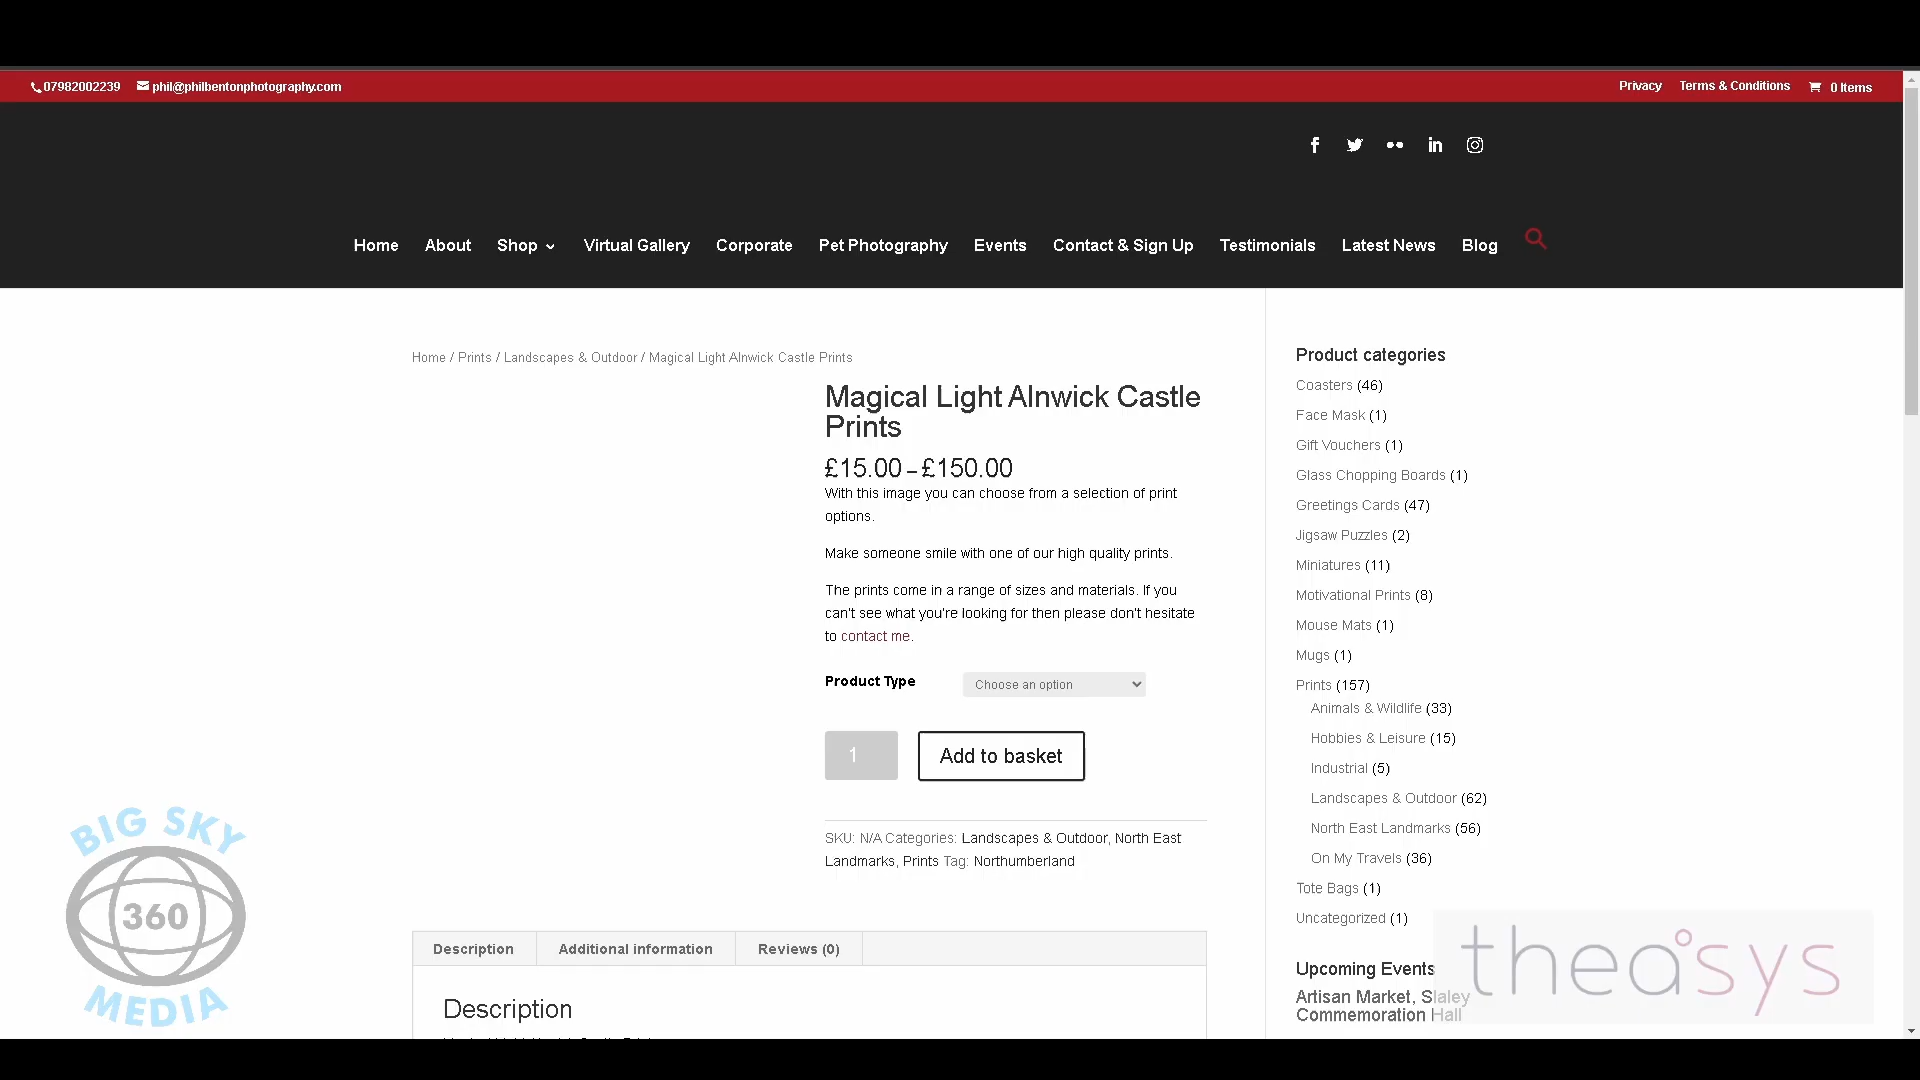 07982002239 phil@philbentonphotography.com Privacy Terms & Conditions 0 Items
Home About Shop Virtual Gallery Corporate Pet Photography Events Contact & Sign Up Testimonials Latest News Blog
Home / Prints / Landscapes & Outdoor / Magical Light Alnwick Castle Prints
Magical Light Alnwick Castle
Prints
£15.00 – £150.00
With this image you can choose from a selection of print
options.
Make someone smile with one of our high quality prints.
The prints come in a range of sizes and materials. If you
can't see what you're looking for then please don't hesitate
to contact me.
Product Type Choose an option
1 Add to basket
SKU: N/A Categories: Landscapes & Outdoor, North East
Landmarks, Prints Tag: Northumberland
Description Additional information Reviews (0)
Description
Product categories
Coasters (46)
Face Mask (1)
Gift Vouchers (1)
Glass Chopping Boards (1)
Greetings Cards (47)
Jigsaw Puzzles (2)
Miniatures (11)
Motivational Prints (8)
Mouse Mats (1)
Mugs (1)
Prints (157)
Animals & Wildlife (33)
Hobbies & Leisure (15)
Industrial (5)
Landscapes & Outdoor (62)
North East Landmarks (56)
On My Travels (36)
Tote Bags (1)
Uncategorized (1)
Upcoming Events
Artisan Market, Slaley
Commemoration Hall
BIG SKY
360
MEDIA
theasys